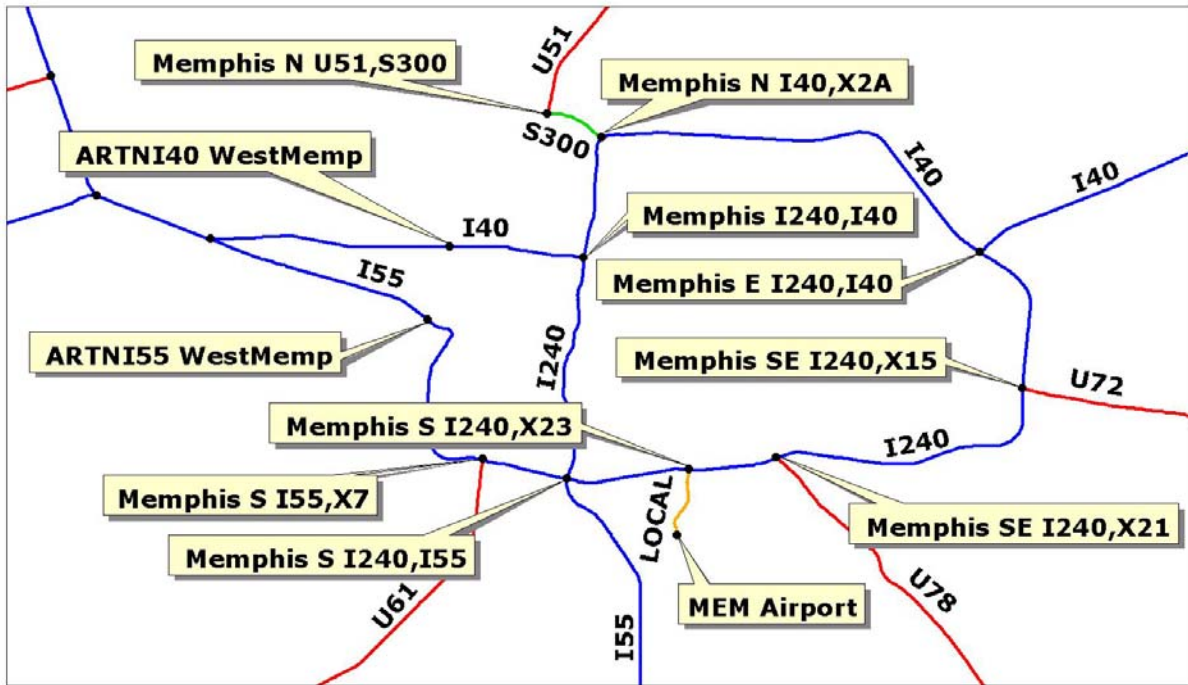 U51
Memphis N U51,S300
Memphis N I40,X2A
S300
ARTNI40 WestMemp
I40
I40
Memphis I240,I40
I40
I55
Memphis E I240,I40
ARTNI55 WestMemp
I240
Memphis SE I240,X15
U72
Memphis S I240,X23
I240
Memphis S I55,X7
LOCAL
Memphis SE I240,X21
Memphis S I240,I55
U61
MEM Airport
U78
I55